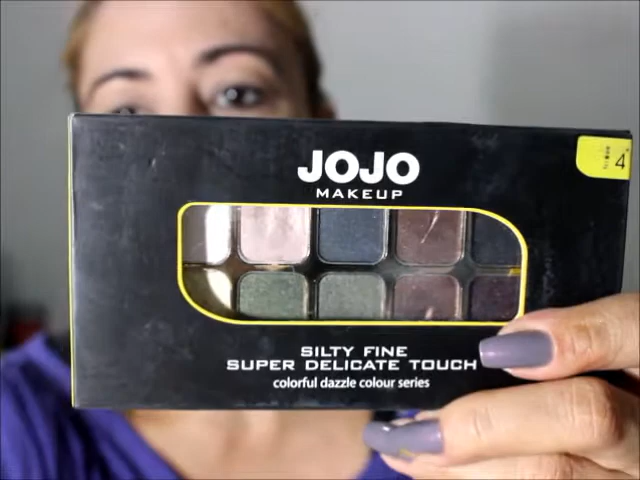 JOJO
MAKEUP
4
SILTY FINE
SUPER DELICATE TOUCH
colorful dazzle colour series